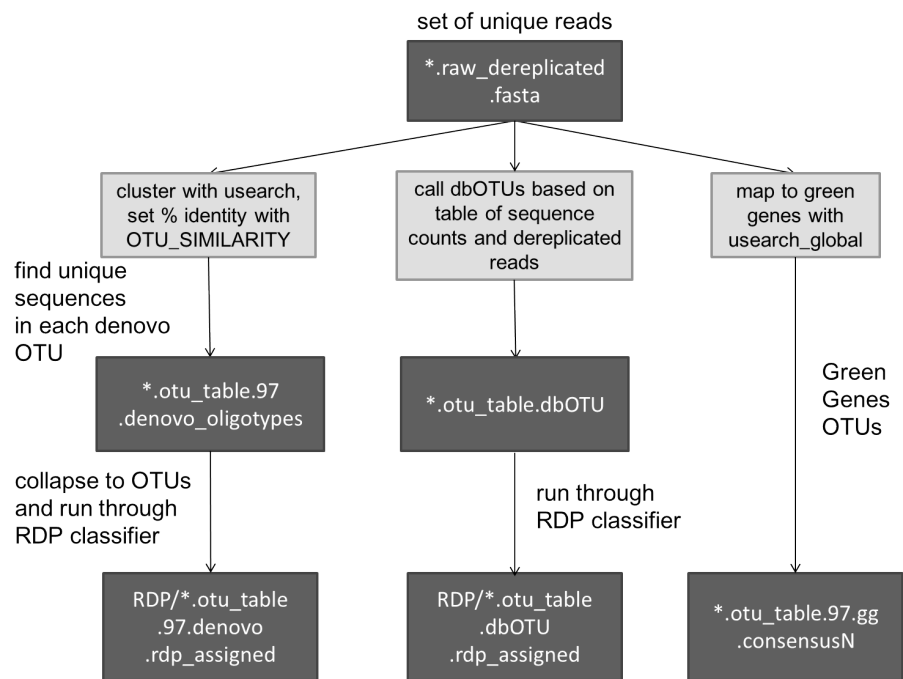 set of unique reads
*.raw_dereplicated
.fasta
cluster with usearch,
set % identity with
OTU_SIMILARITY
call dbOTUs based on
table of sequence
counts and dereplicated
reads
map to green
genes with
usearch_global
find unique
sequences
in each denovo
OTU
*.otu_table.97
.denovo_oligotypes
*.otu_table.dbOTU
Green
Genes
OTUs
collapse to OTUs
and run through
RDP classifier
run through
RDP classifier
RDP/*.otu_table
.97.denovo
.rdp_assigned
RDP/*.otu_table
.dbOTU
.rdp_assigned
*.otu_table.97.gg
.consensusN